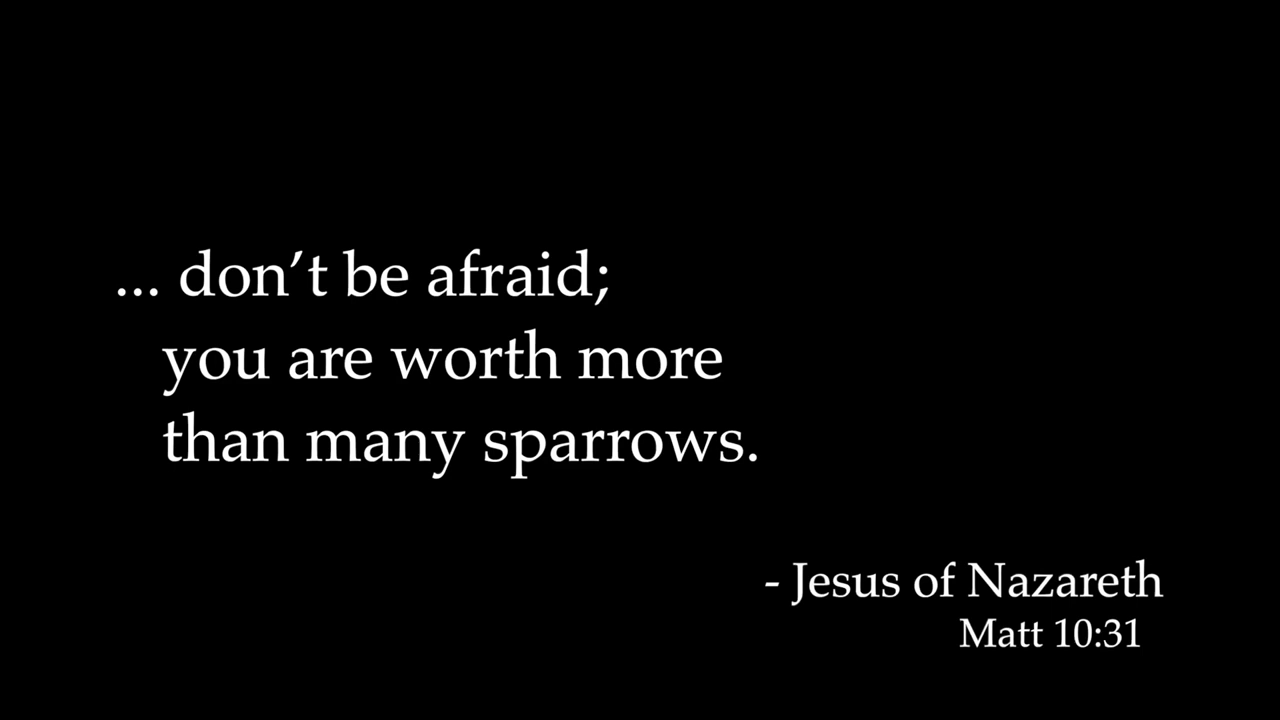 ... don’t be afraid;
you are worth more
than many sparrows.
- Jesus of Nazareth
Matt 10:31